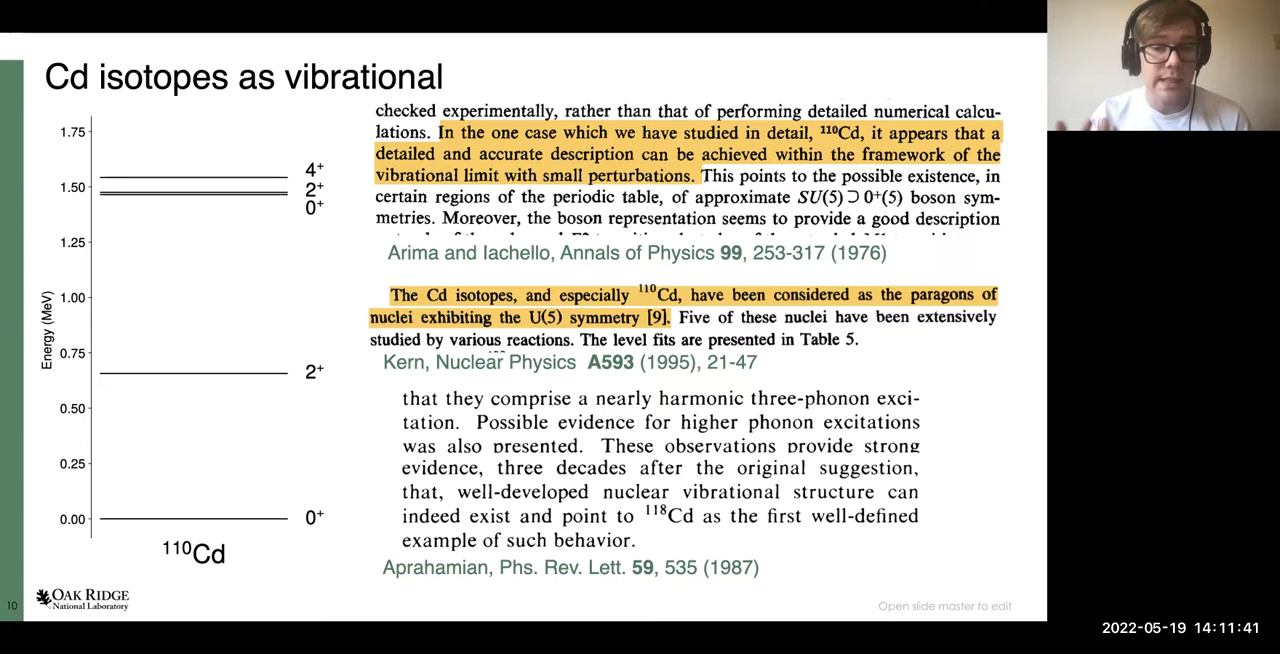 Cd isotopes as vibrational
checked experimentally, rather than that of performing detailed numerical calcu-
lations. In the one case which we have studied in detail, ¹¹⁰Cd, it appears that a
detailed and accurate description can be achieved within the framework of the
vibrational limit with small perturbations. This points to the possible existence, in
certain regions of the periodic table, of approximate SU(5) ⊃ 0⁺(5) boson sym-
metries. Moreover, the boson representation seems to provide a good description
Arima and Iachello, Annals of Physics 99, 253-317 (1976)
The Cd isotopes, and especially ¹¹⁰Cd, have been considered as the paragons of
nuclei exhibiting the U(5) symmetry [9]. Five of these nuclei have been extensively
studied by various reactions. The level fits are presented in Table 5.
Kern, Nuclear Physics A593 (1995), 21-47
that they comprise a nearly harmonic three-phonon exci-
tation. Possible evidence for higher phonon excitations
was also presented. These observations provide strong
evidence, three decades after the original suggestion,
that, well-developed nuclear vibrational structure can
indeed exist and point to ¹¹⁸Cd as the first well-defined
example of such behavior.
Aprahamian, Phs. Rev. Lett. 59, 535 (1987)
Energy (MeV)
1.75
1.50
1.25
1.00
0.75
0.50
0.25
0.00
4⁺
2⁺
0⁺
2⁺
0⁺
¹¹⁰Cd
10
OAK RIDGE
National Laboratory
Open slide master to edit
2022-05-19 14:11:41